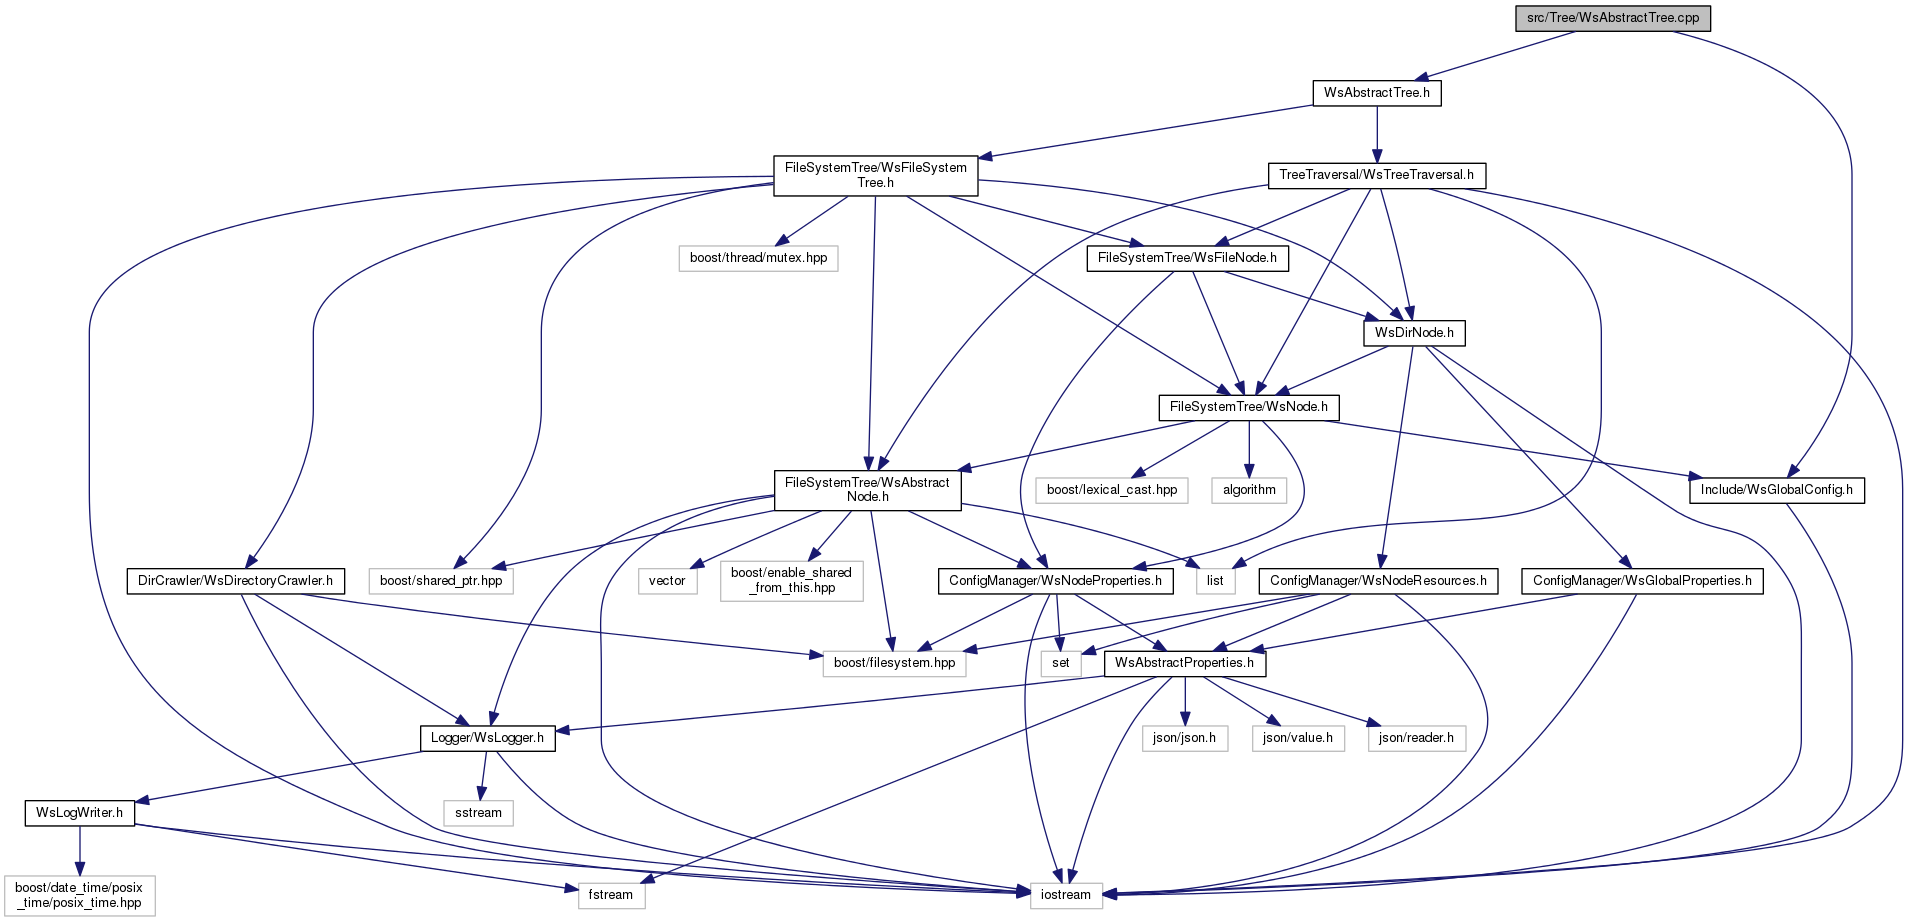 src/Tree/WsAbstractTree.cpp
WsAbstractTree.h
FileSystemTree/WsFileSystem
Tree.h
TreeTraversal/WsTreeTraversal.h
boost/thread/mutex.hpp
FileSystemTree/WsFileNode.h
WsDirNode.h
FileSystemTree/WsNode.h
FileSystemTree/WsAbstract
Node.h
boost/lexical_cast.hpp
algorithm
Include/WsGlobalConfig.h
DirCrawler/WsDirectoryCrawler.h
boost/shared_ptr.hpp
vector
boost/enable_shared
_from_this.hpp
ConfigManager/WsNodeProperties.h
list
ConfigManager/WsNodeResources.h
ConfigManager/WsGlobalProperties.h
boost/filesystem.hpp
set
WsAbstractProperties.h
Logger/WsLogger.h
json/json.h
json/value.h
json/reader.h
WsLogWriter.h
sstream
boost/date_time/posix
_time/posix_time.hpp
fstream
iostream